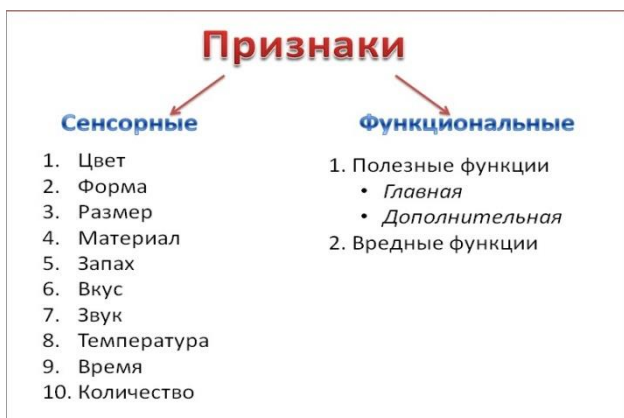 Признаки
Сенсорные
1. Цвет
2. Форма
3. Размер
4. Материал
5. Запах
6. Вкус
7. Звук
8. Температура
9. Время
10. Количество
Функциональные
1. Полезные функции
• Главная
• Дополнительная
2. Вредные функции